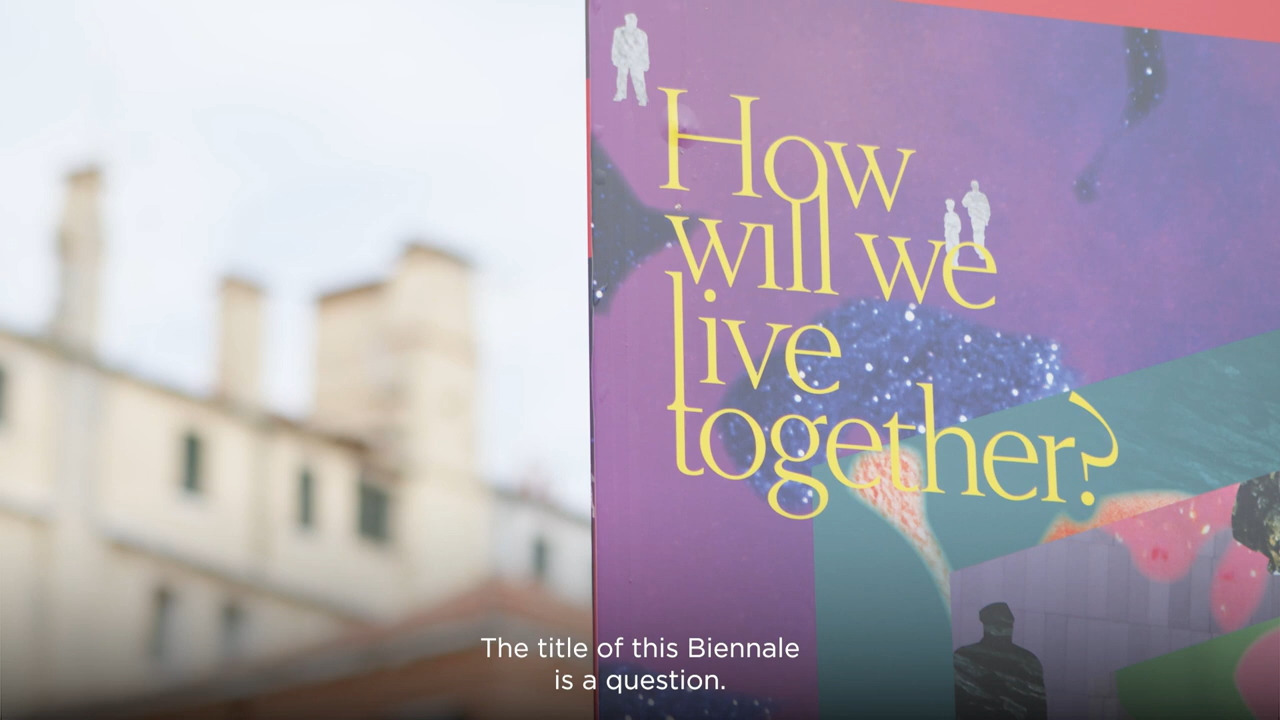 How
will we
live
together?
The title of this Biennale
is a question.